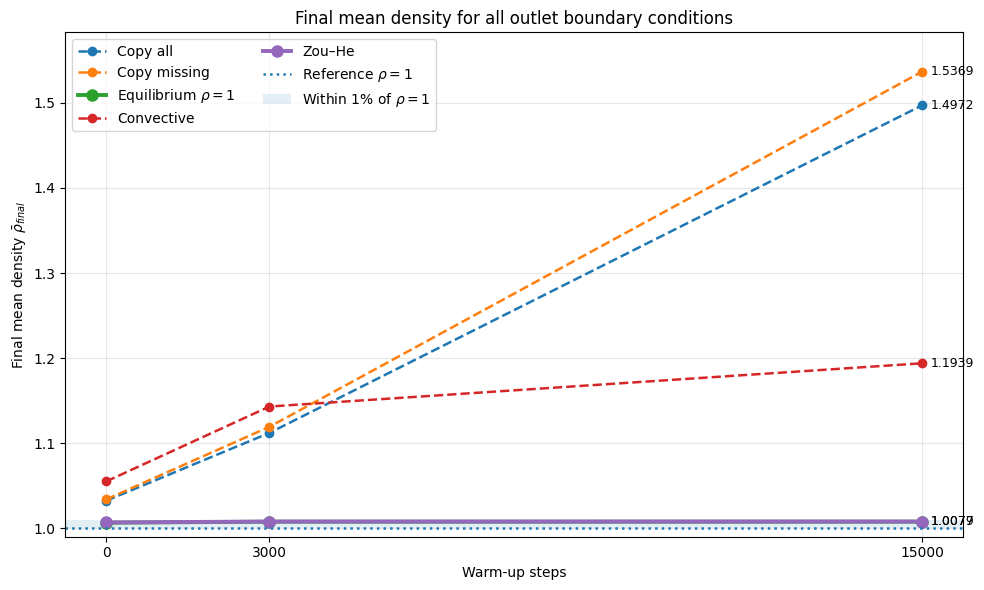 Final mean density for all outlet boundary conditions
Copy all
Copy missing
Equilibrium ρ = 1
Convective
Zou–He
Reference ρ = 1
Within 1% of ρ = 1
Final mean density ρ̄final
1.5
1.4
1.3
1.2
1.1
1.0
1.5369
1.4972
1.1939
0
3000
15000
Warm-up steps